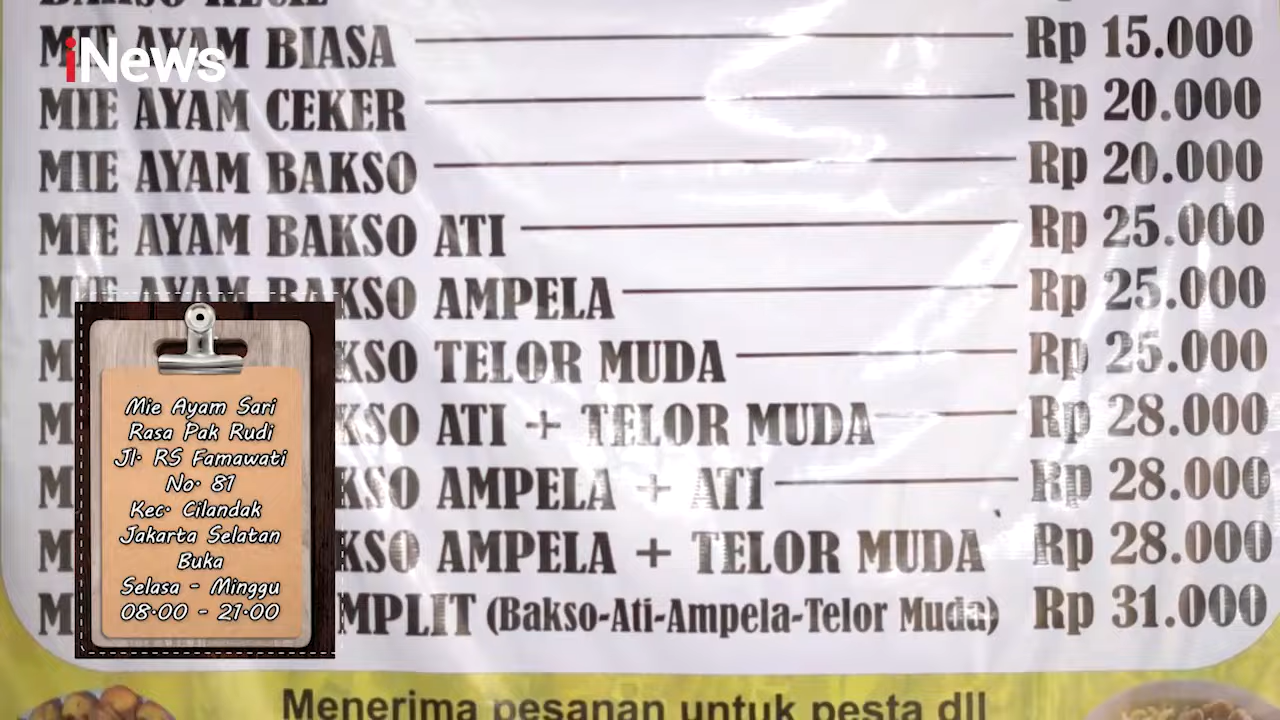 BAKSO KECIL
iNews
MIE AYAM BIASA Rp 15.000
MIE AYAM CEKER Rp 20.000
MIE AYAM BAKSO Rp 20.000
MIE AYAM BAKSO ATI Rp 25.000
MIE AYAM BAKSO AMPELA Rp 25.000
M KSO TELOR MUDA Rp 25.000
M KSO ATI + TELOR MUDA Rp 28.000
M KSO AMPELA + ATI Rp 28.000
M KSO AMPELA + TELOR MUDA Rp 28.000
M MPLIT (Bakso-Ati-Ampela-Telor Muda) Rp 31.000
Menerima pesanan untuk pesta dll
Mie Ayam Sari
Rasa Pak Rudi
Jl. RS Famawati
No. 81
Kec. Cilandak
Jakarta Selatan
Buka
Selasa - Minggu
08.00 - 21.00